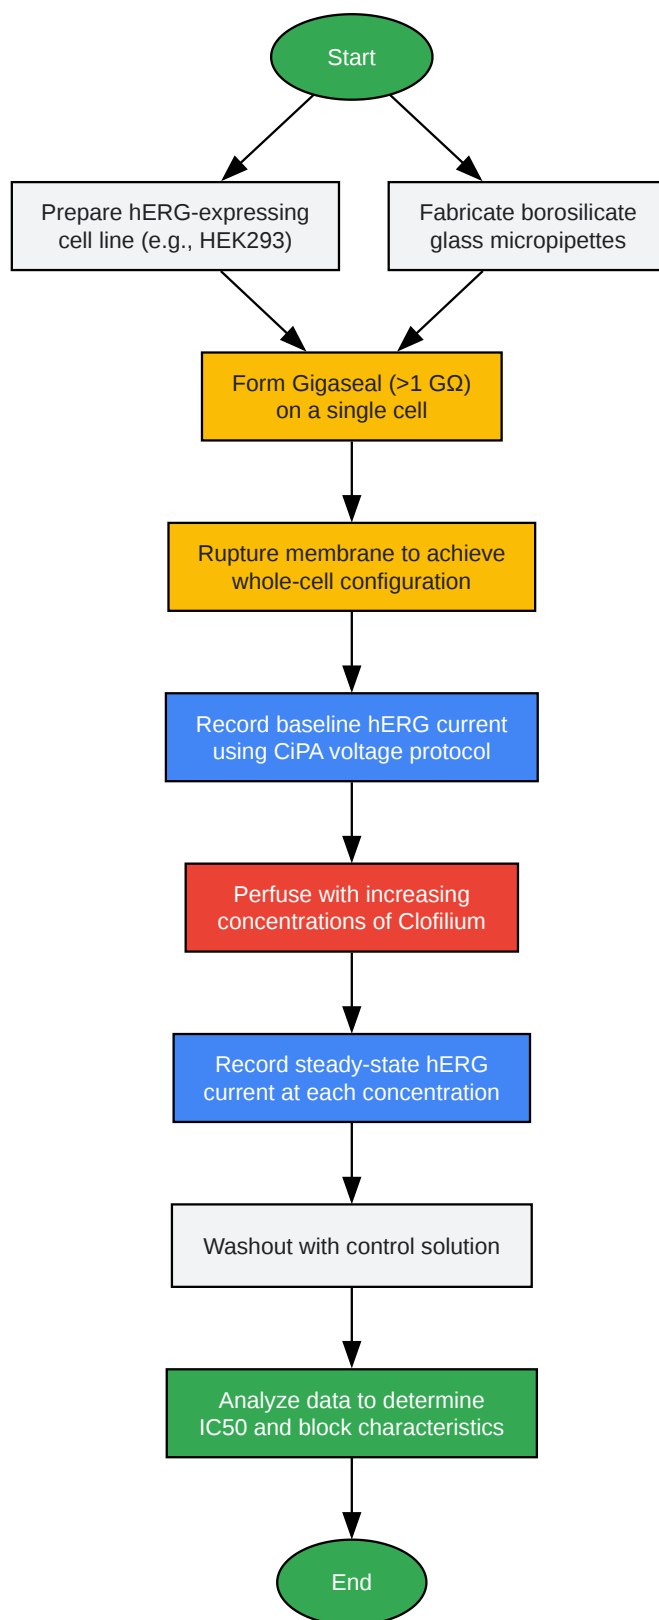 Start
Prepare hERG-expressing
cell line (e.g., HEK293)
Fabricate borosilicate
glass micropipettes
Form Gigaseal (>1 GΩ)
on a single cell
Rupture membrane to achieve
whole-cell configuration
Record baseline hERG current
using CiPA voltage protocol
Perfuse with increasing
concentrations of Clofilium
Record steady-state hERG
current at each concentration
Washout with control solution
Analyze data to determine
IC50 and block characteristics
End